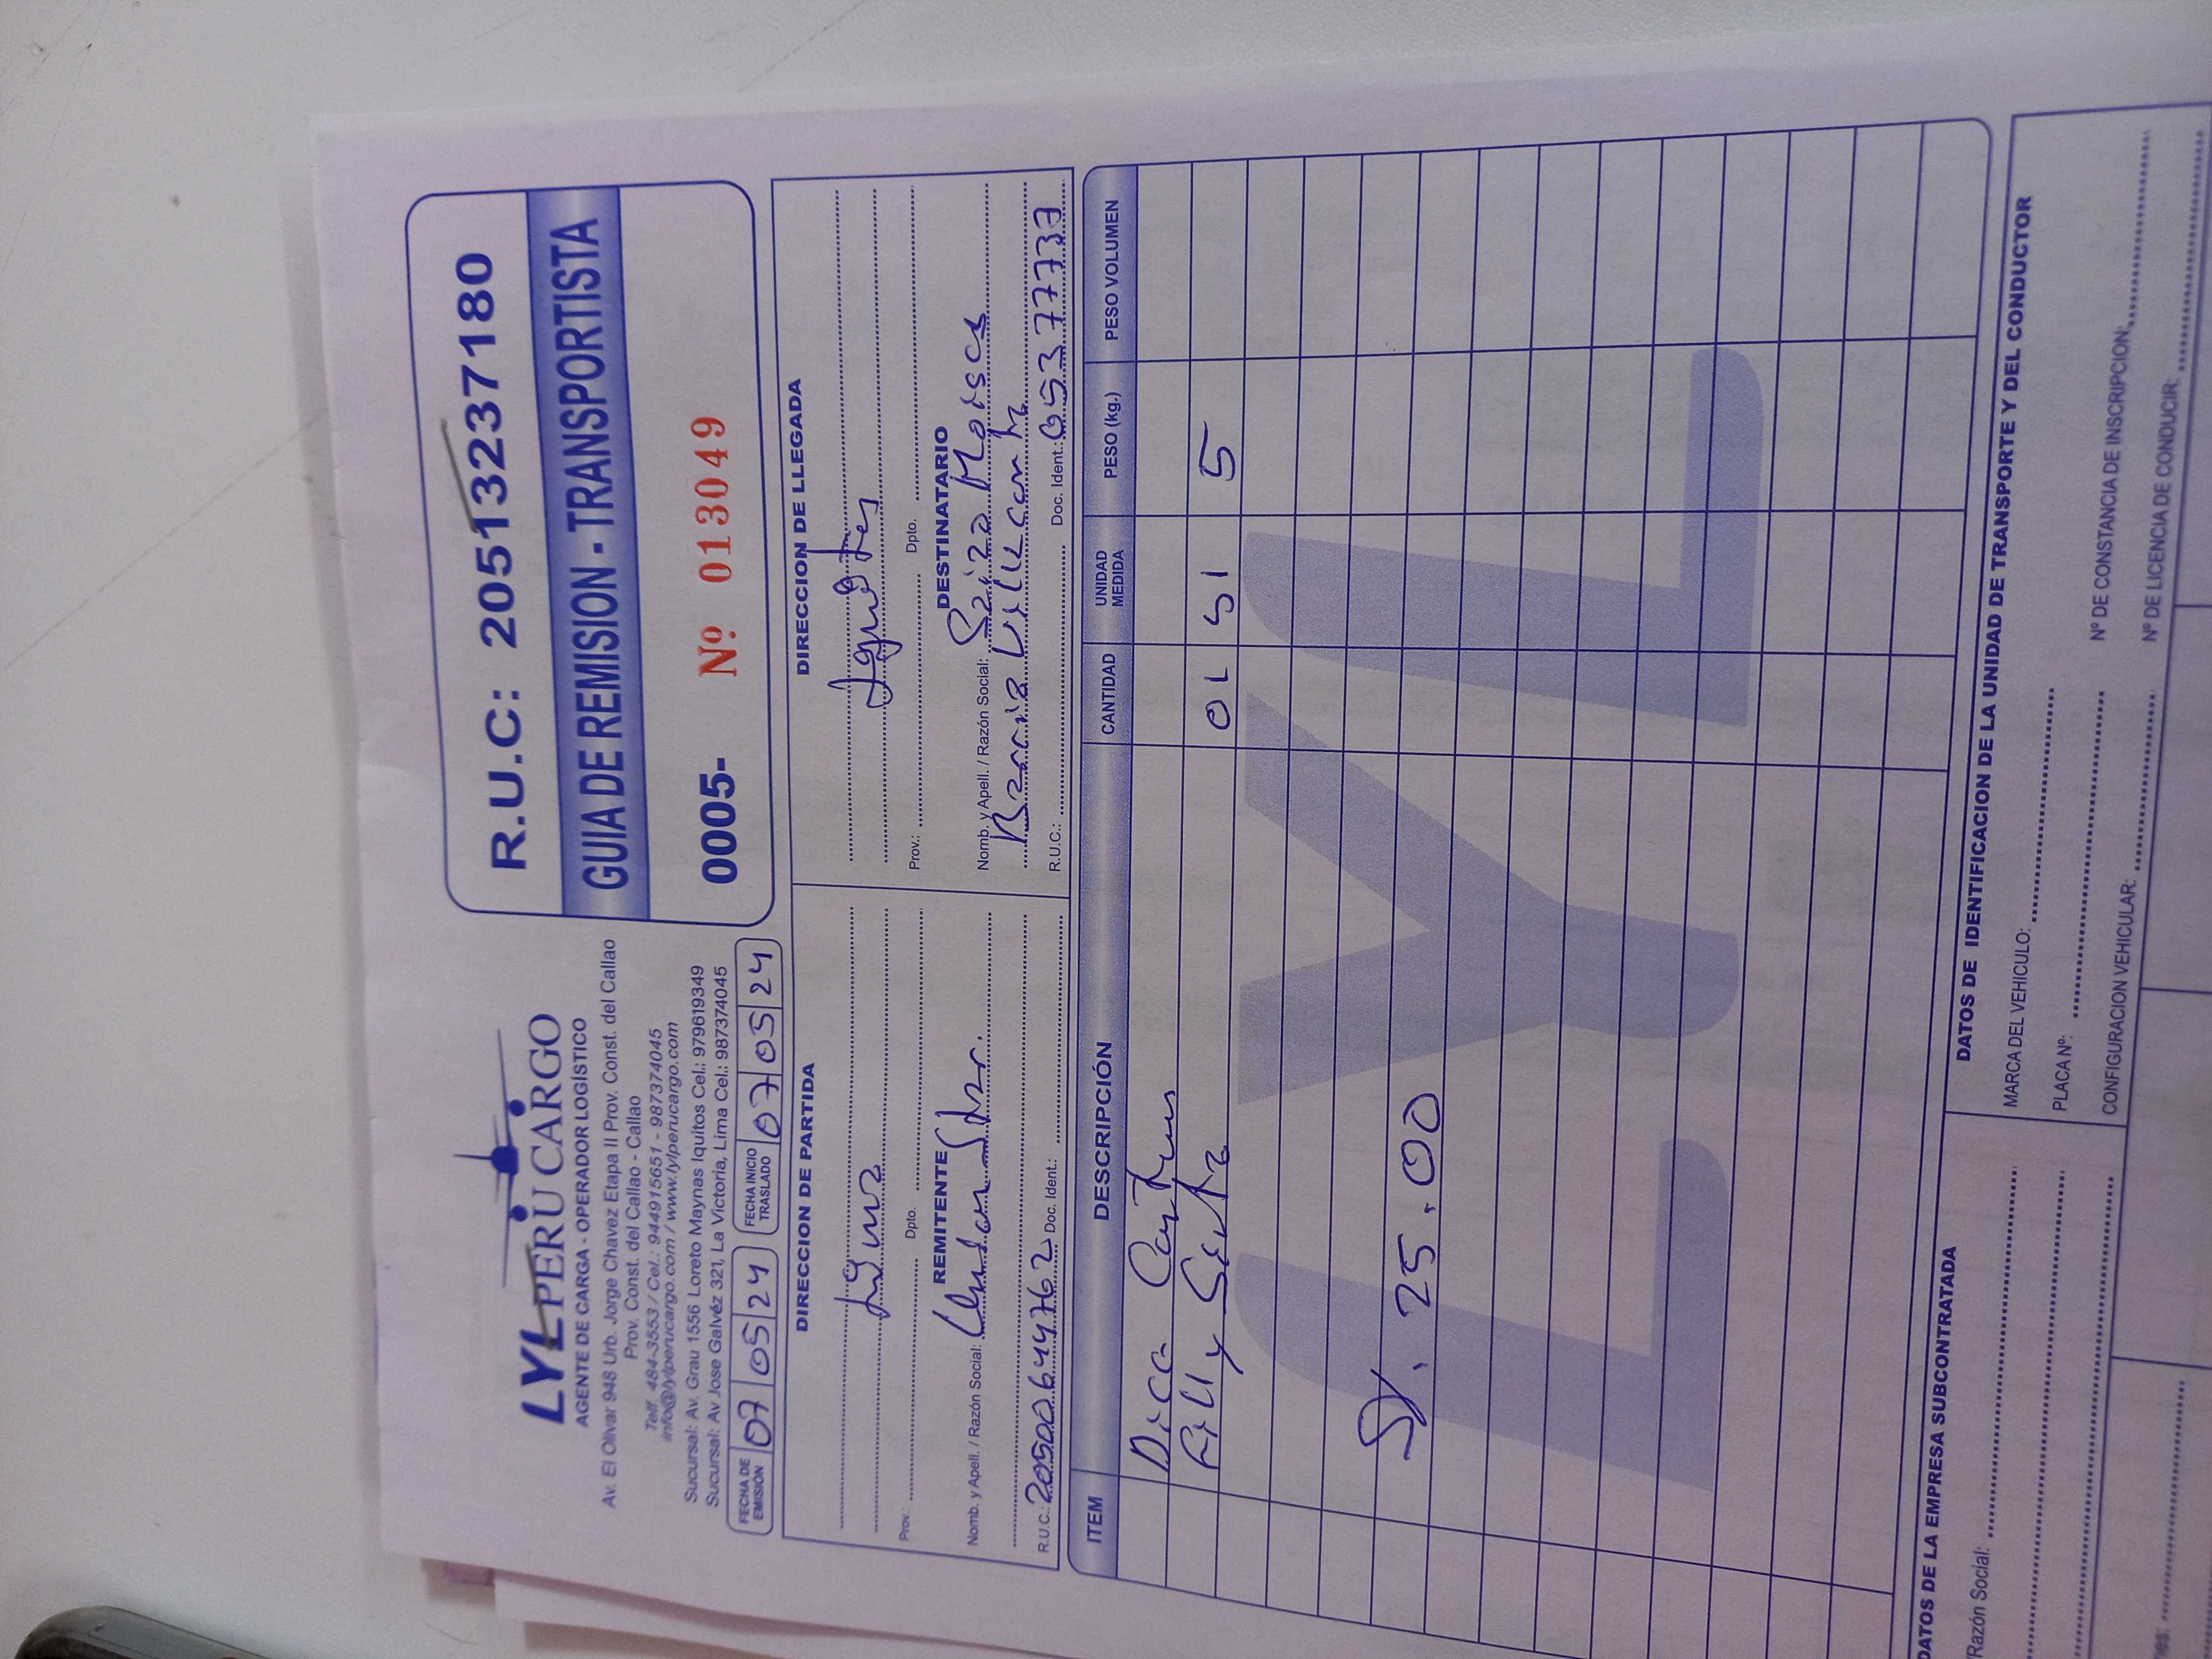 LYL PERU CARGO
AGENTE DE CARGA - OPERADOR LOGÍSTICO
Av. El Olivar 948 Urb. Jorge Chavez Etapa II Prov. Const. del Callao
Prov. Const. del Callao - Callao
Telf. 484-3553 / Cel.: 944915651 - 987374045
info@lylperucargo.com / www.lylperucargo.com
Sucursal: Av. Grau 1556 Loreto Maynas Iquitos Cel.: 979619349
Sucursal: Av Jose Galvéz 321, La Victoria, Lima Cel.: 987374045
R.U.C: 20513237180
GUIA DE REMISION - TRANSPORTISTA
0005- Nº 013049
FECHA DE EMISIÓN 07 05 24
FECHA INICIO TRASLADO 07 05 24
DIRECCION DE PARTIDA
Lima
Prov.: Dpto.
REMITENTE
Nomb. y Apell. / Razón Social:
R.U.C.: 20500644762 Doc. Ident.:
DIRECCION DE LLEGADA
Iquitos
Prov.: Dpto.
DESTINATARIO
Nomb. y Apell. / Razón Social: Moises
R.U.C.: Doc. Ident.: 05377737
ITEM DESCRIPCIÓN CANTIDAD UNIDAD MEDIDA PESO (kg.) PESO VOLUMEN
Dice
01 5
S/. 25.00
LYL
DATOS DE LA EMPRESA SUBCONTRATADA
Razón Social:
DATOS DE IDENTIFICACION DE LA UNIDAD DE TRANSPORTE Y DEL CONDUCTOR
MARCA DEL VEHICULO:
PLACA Nº: Nº DE CONSTANCIA DE INSCRIPCION:
CONFIGURACION VEHICULAR: Nº DE LICENCIA DE CONDUCIR: